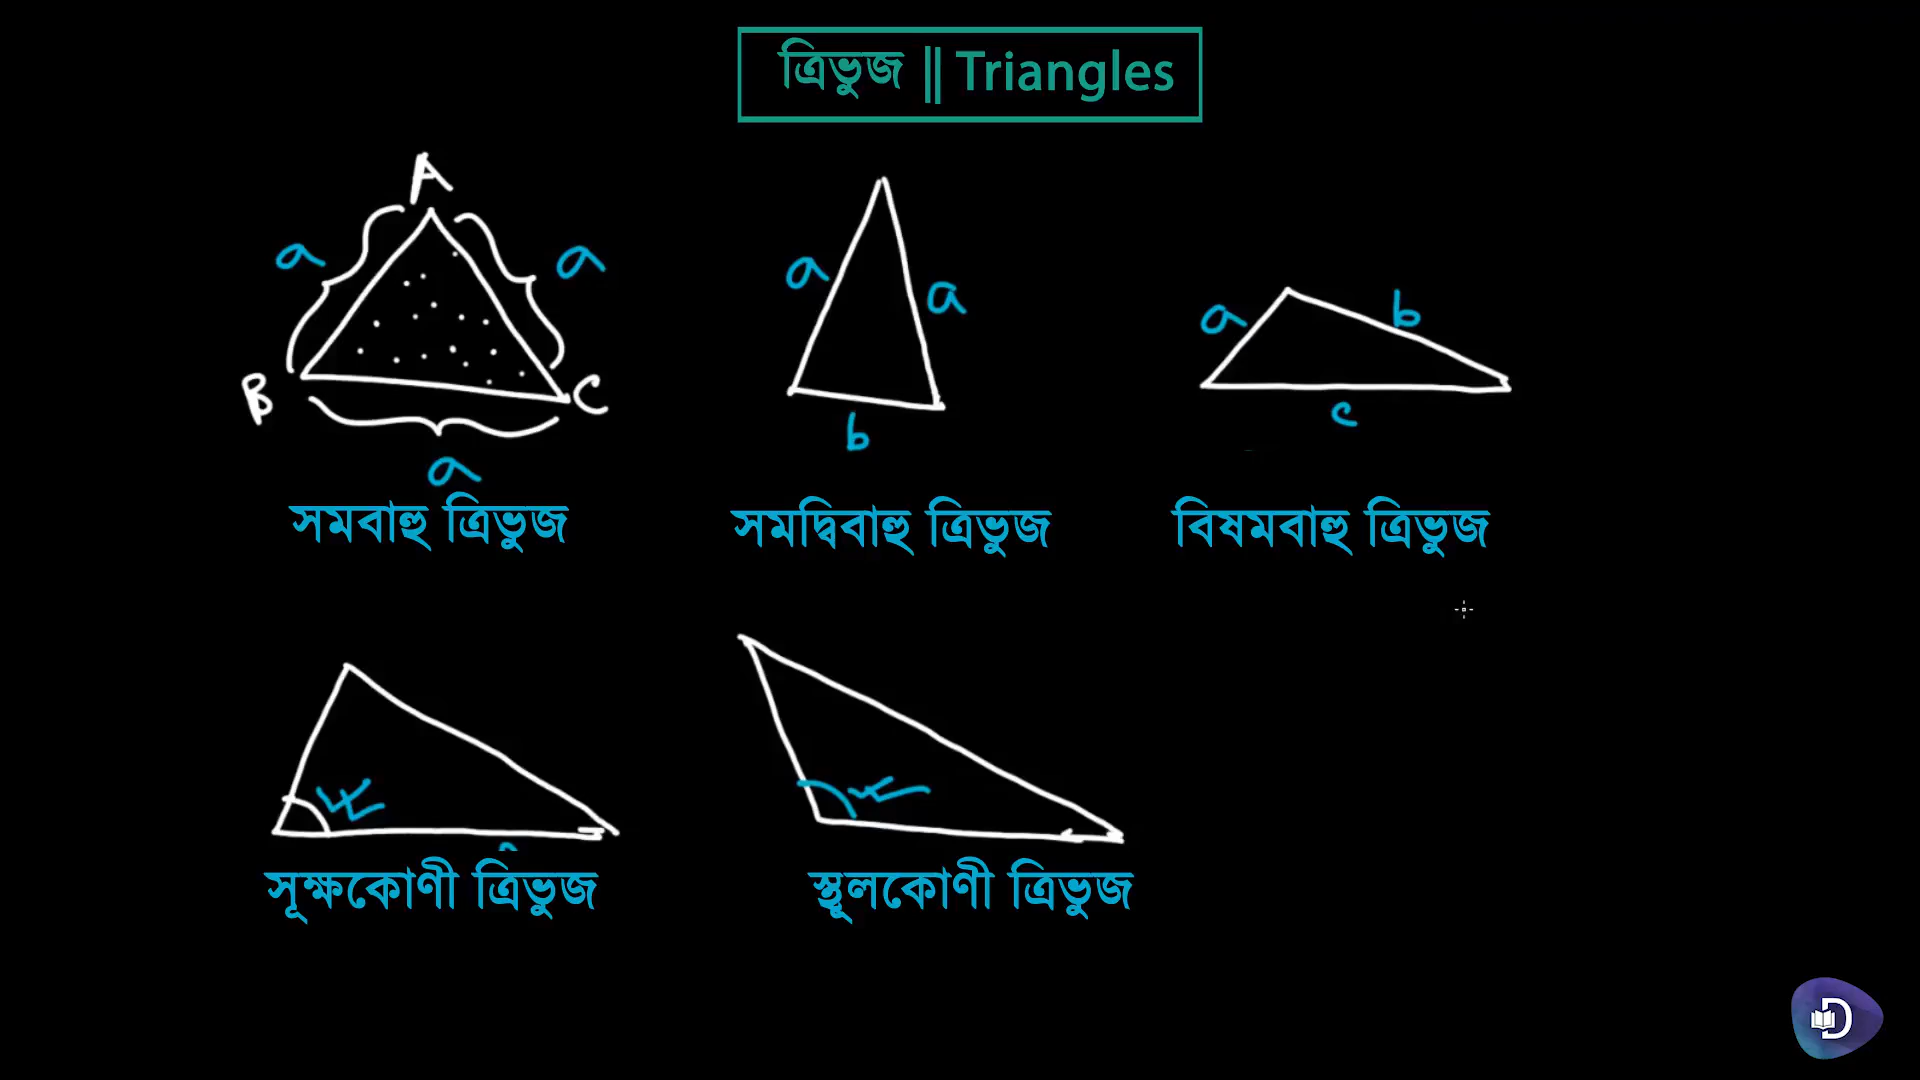 ত্রিভুজ || Triangles
A
a a
B C
a
সমবাহু ত্রিভুজ
a a
b
সমদ্বিবাহু ত্রিভুজ
a b
c
বিষমবাহু ত্রিভুজ
সূক্ষকোণী ত্রিভুজ
স্থূলকোণী ত্রিভুজ
D